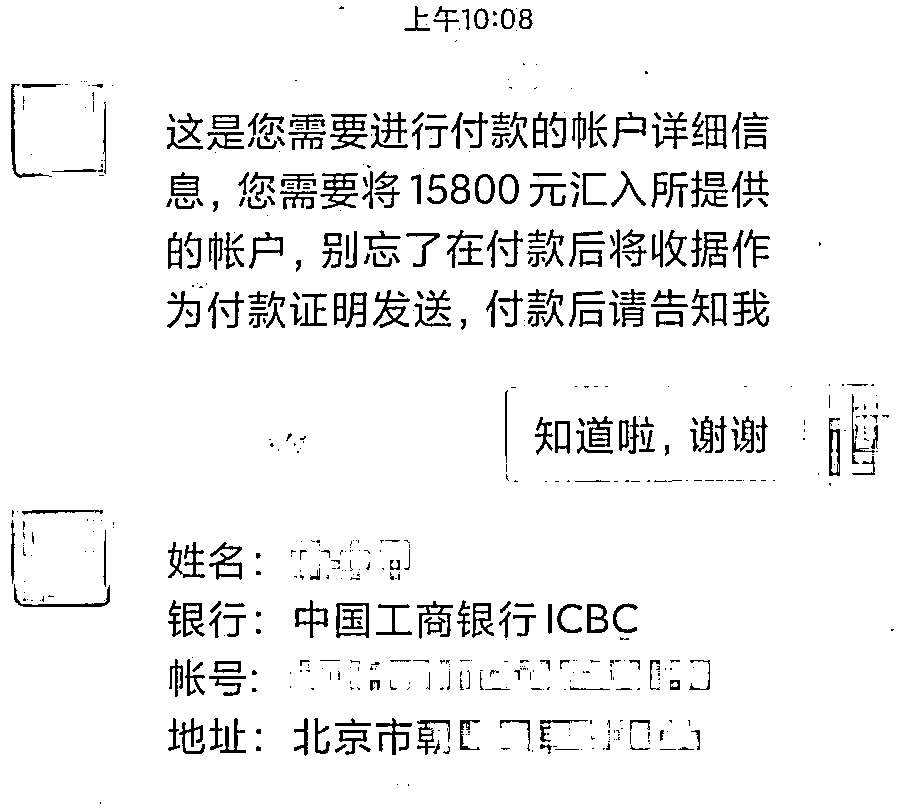 上午10:08
这是您需要进行付款的帐户详细信
息，您需要将15800元汇入所提供
的帐户，别忘了在付款后将收据作
为付款证明发送，付款后请告知我
知道啦，谢谢
姓名：
银行：中国工商银行ICBC
帐号：
地址：北京市朝